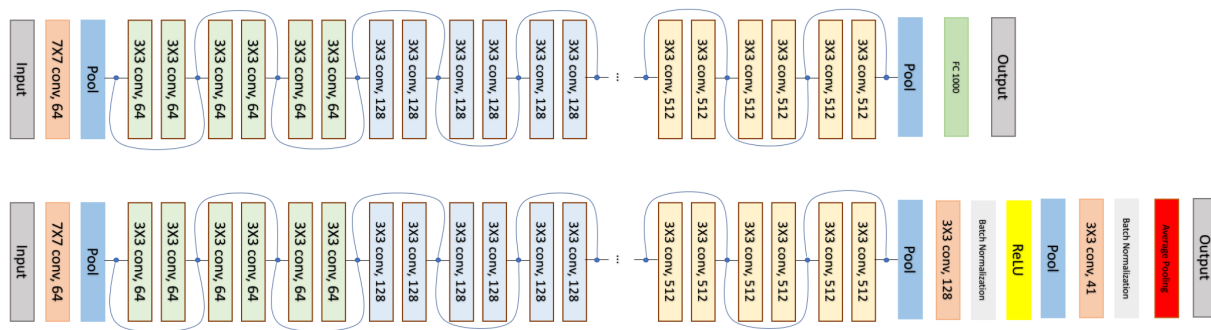 Input
7X7 conv, 64
Pool
3X3 conv, 64
3X3 conv, 64
3X3 conv, 64
3X3 conv, 64
3X3 conv, 64
3X3 conv, 64
3X3 conv, 128
3X3 conv, 128
3X3 conv, 128
3X3 conv, 128
3X3 conv, 128
3X3 conv, 128
...
3X3 conv, 512
3X3 conv, 512
3X3 conv, 512
3X3 conv, 512
3X3 conv, 512
3X3 conv, 512
Pool
FC 1000
Output
Input
7X7 conv, 64
Pool
3X3 conv, 64
3X3 conv, 64
3X3 conv, 64
3X3 conv, 64
3X3 conv, 64
3X3 conv, 64
3X3 conv, 128
3X3 conv, 128
3X3 conv, 128
3X3 conv, 128
3X3 conv, 128
3X3 conv, 128
...
3X3 conv, 512
3X3 conv, 512
3X3 conv, 512
3X3 conv, 512
3X3 conv, 512
3X3 conv, 512
Pool
3X3 conv, 128
Batch Normalization
ReLU
Pool
3X3 conv, 41
Batch Normalization
Average Pooling
Output